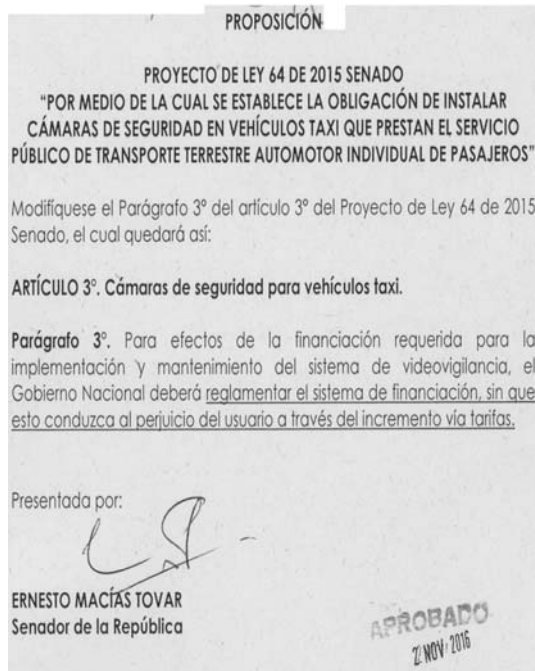 PROPOSICIÓN
PROYECTO DE LEY 64 DE 2015 SENADO
“POR MEDIO DE LA CUAL SE ESTABLECE LA OBLIGACIÓN DE INSTALAR
CÁMARAS DE SEGURIDAD EN VEHÍCULOS TAXI QUE PRESTAN EL SERVICIO
PÚBLICO DE TRANSPORTE TERRESTRE AUTOMOTOR INDIVIDUAL DE PASAJEROS”
Modifíquese el Parágrafo 3º del artículo 3º del Proyecto de Ley 64 de 2015
Senado, el cual quedará así:
ARTÍCULO 3º. Cámaras de seguridad para vehículos taxi.
Parágrafo 3º. Para efectos de la financiación requerida para la
implementación y mantenimiento del sistema de videovigilancia, el
Gobierno Nacional deberá reglamentar el sistema de financiación, sin que
esto conduzca al perjuicio del usuario a través del incremento vía tarifas.
Presentada por:
ERNESTO MACÍAS TOVAR
Senador de la República
APROBADO
NOV 2016